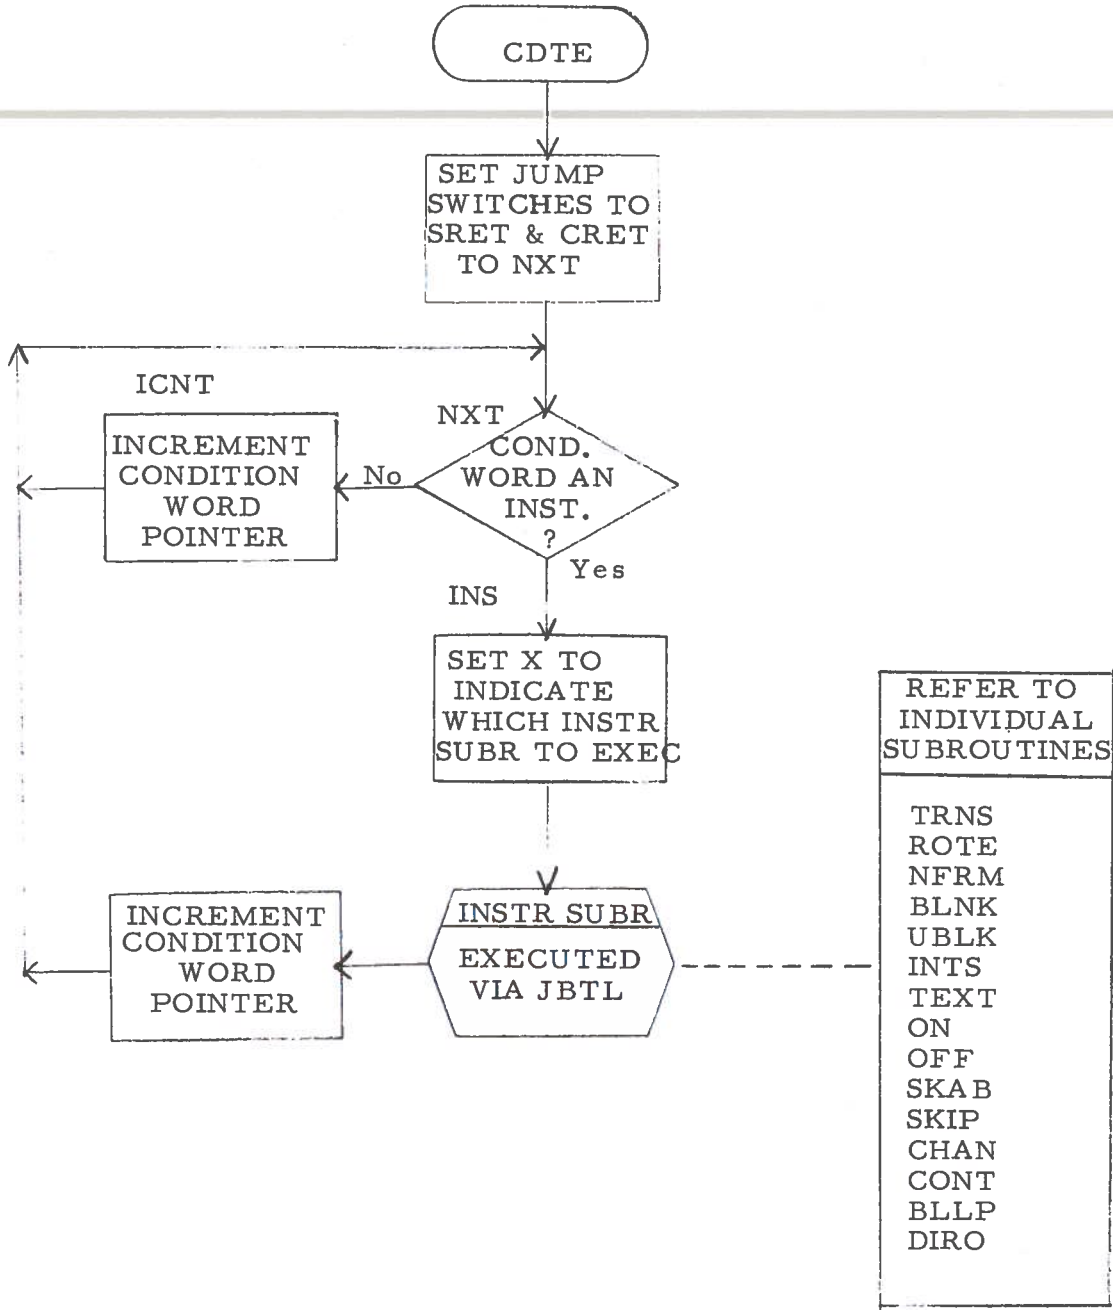 CDTE
SET JUMP
SWITCHES TO
SRET & CRET
TO NXT
ICNT
NXT
INCREMENT
CONDITION
WORD
POINTER
No
COND.
WORD AN
INST.
?
Yes
INS
SET X TO
INDICATE
WHICH INSTR
SUBR TO EXEC
REFER TO
INDIVIDUAL
SUBROUTINES
INCREMENT
CONDITION
WORD
POINTER
INSTR SUBR
EXECUTED
VIA JBTL
TRNS
ROTE
NFRM
BLNK
UBLK
INTS
TEXT
ON
OFF
SKAB
SKIP
CHAN
CONT
BLLP
DIRO